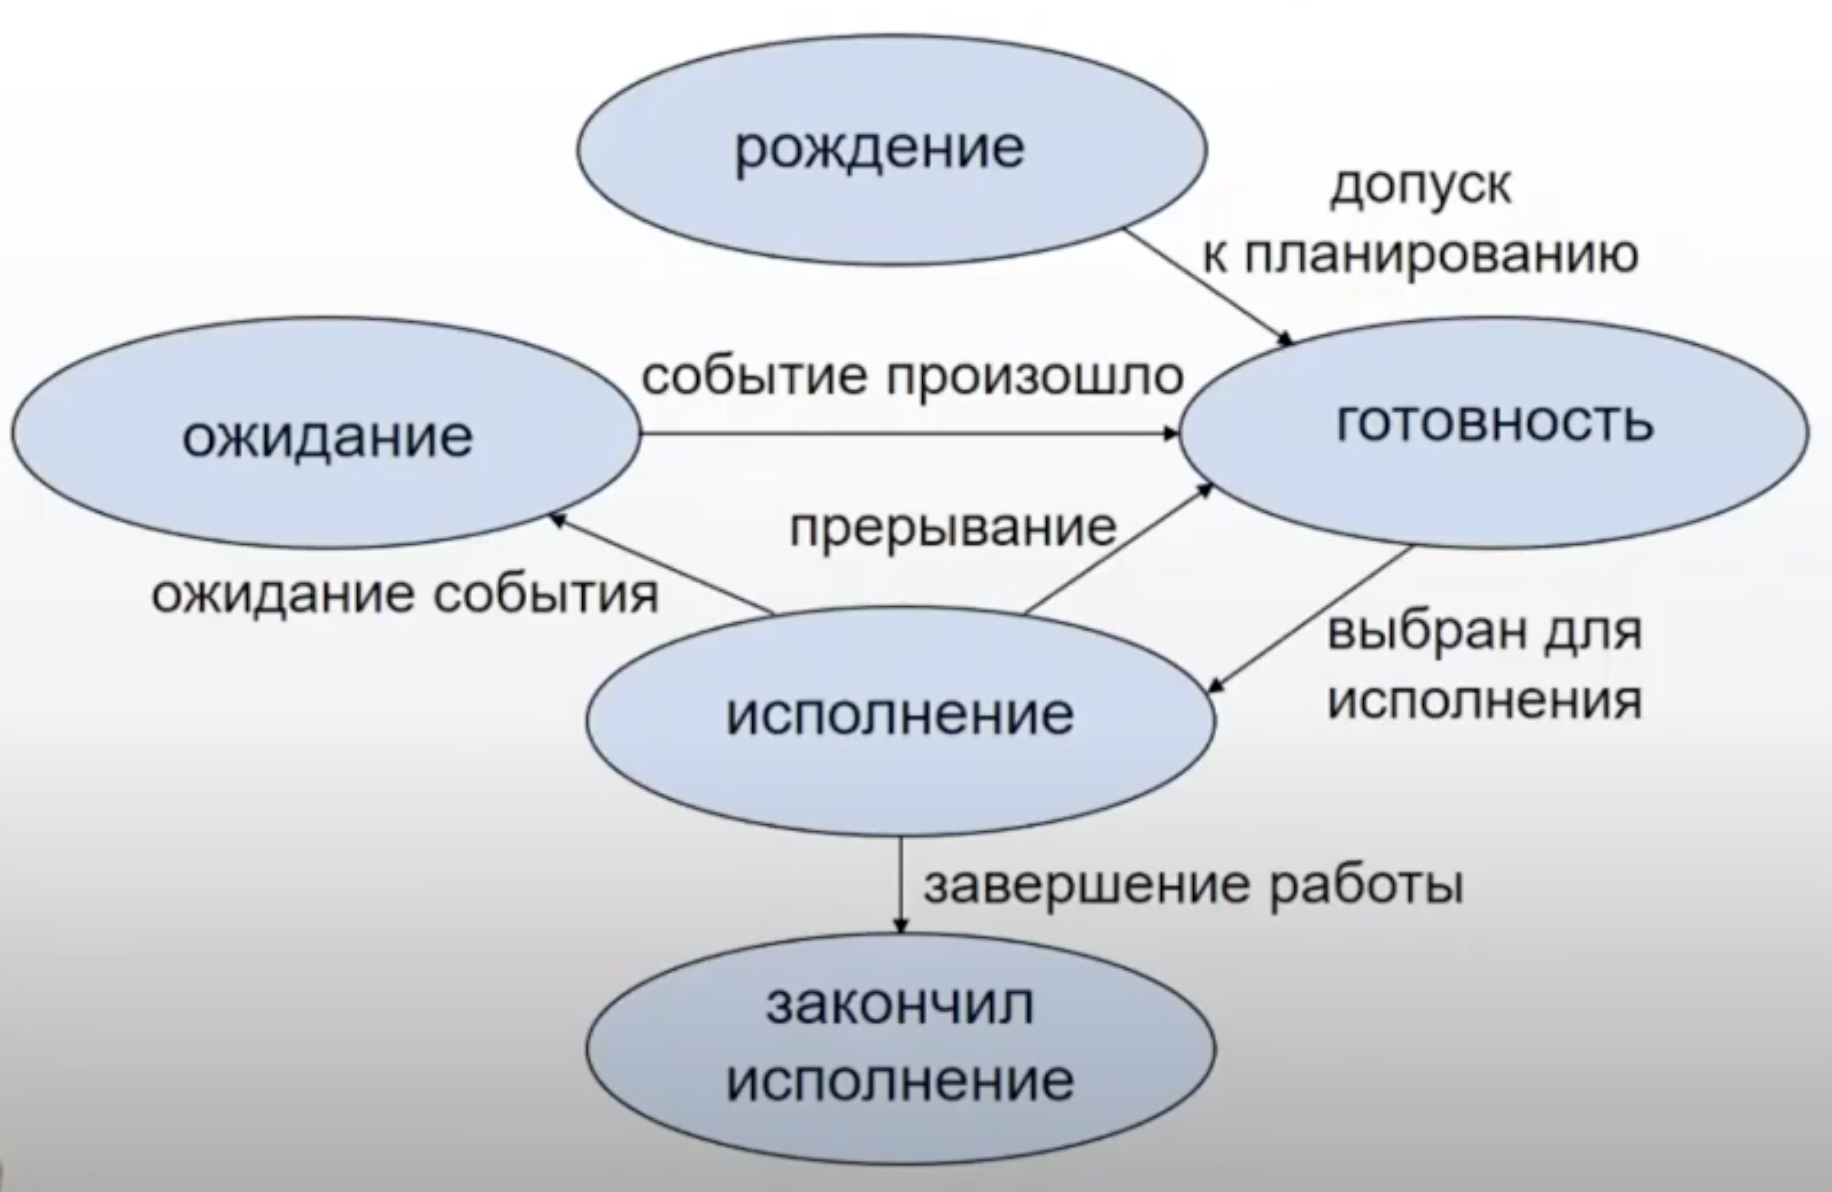 рождение
допуск
к планированию
событие произошло
ожидание
готовность
прерывание
ожидание события
выбран для
исполнения
исполнение
завершение работы
закончил
исполнение